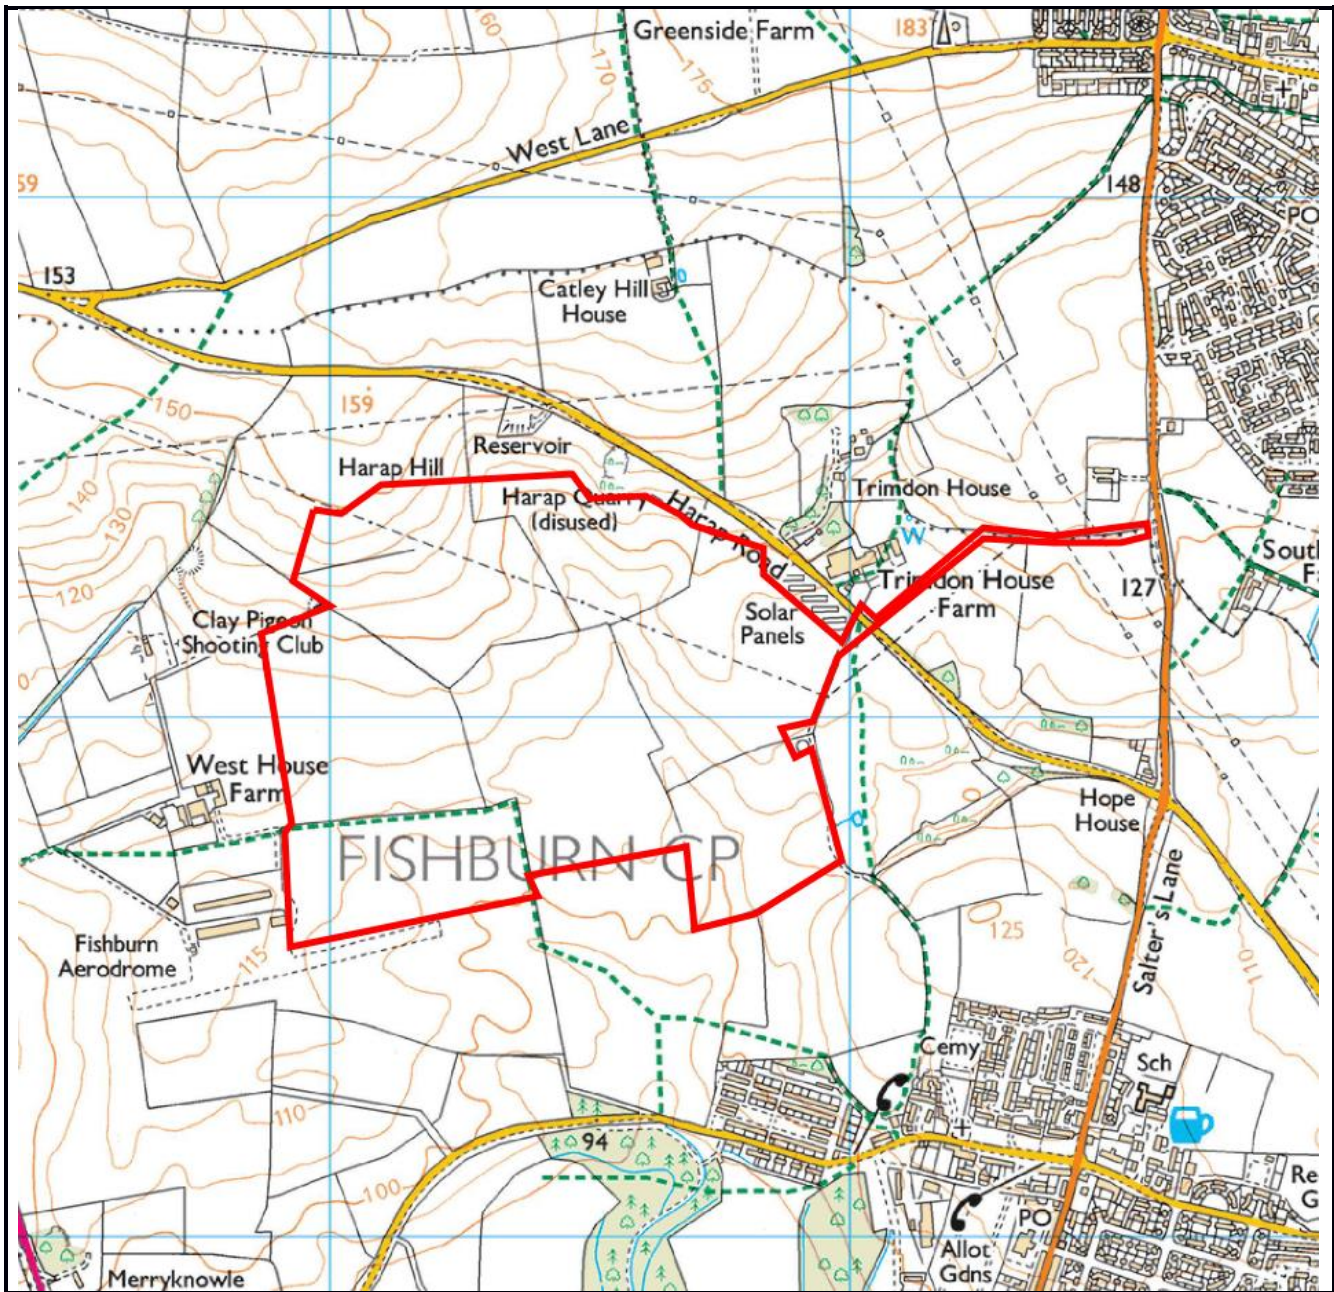 160
Greenside Farm
183
170
175
West Lane
59
148
PO
153
Catley Hill
House
150
159
Reservoir
Harap Hill
140
Harap Quarry
(disused)
Harap Road
Trimdon House
130
W
South
F
120
Trimdon House
Farm
127
Clay Pigeon
Shooting Club
Solar
Panels
0
West House
Farm
Hope
House
FISHBURN CP
Salter's Lane
Fishburn
Aerodrome
115
125
120
110
Cemy
Sch
110
94
100
Re
G
PO
Allot
Gdns
Merryknowle